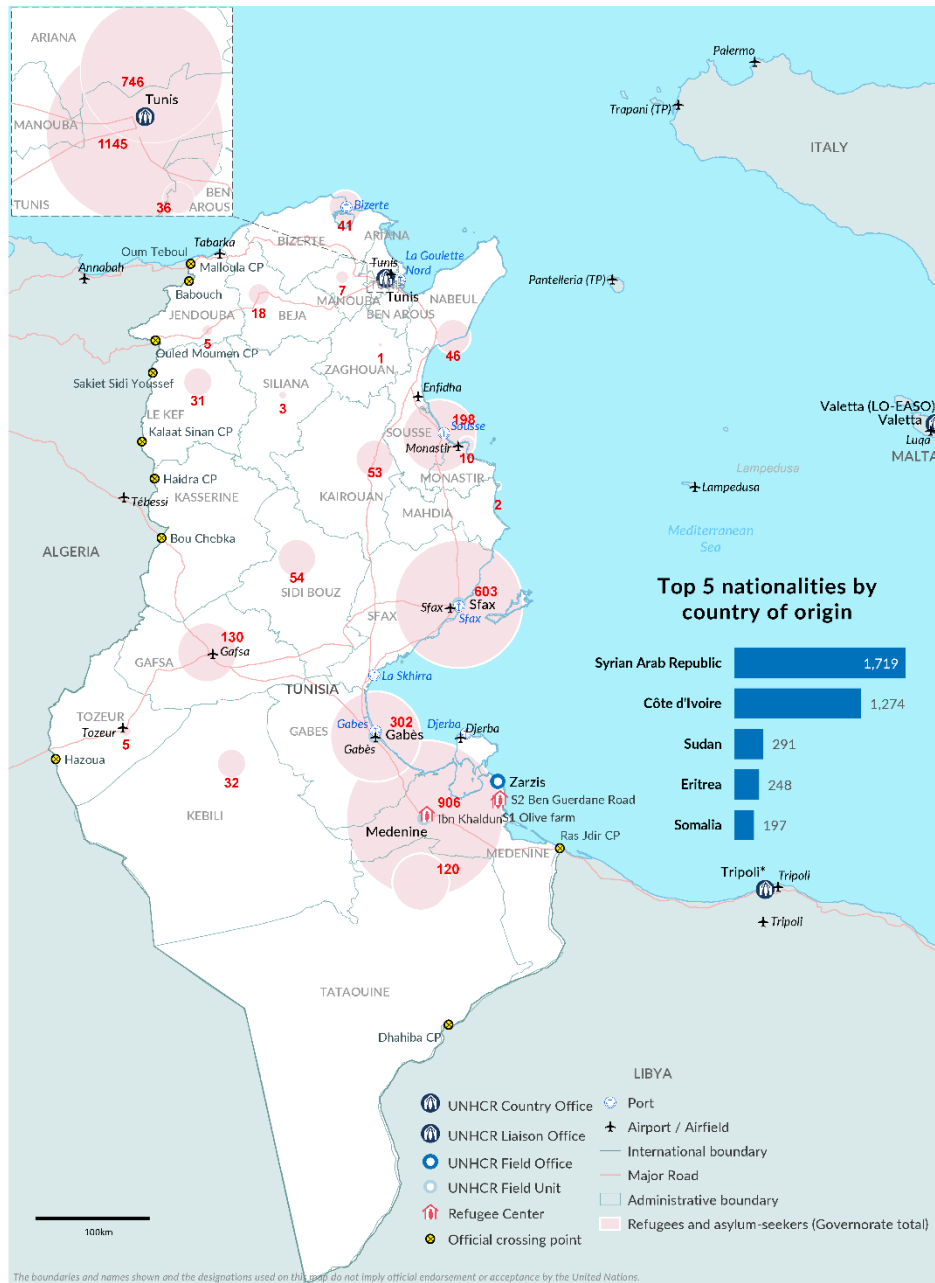 ARIANA
746
Tunis
MANOUBA
1145
TUNIS
36
BEN
AROUS
Palermo
Trapani (TP)
ITALY
Bizerte
41
BIZERTE
ARIANA
Tabarka
Oum Teboul
Malloula CP
Annabah
Babouch
La Goulette
Nord
Tunis
Tunis
7
MANOUBA
BEN AROUS
NABEUL
Pantelleria (TP)
JENDOUBA
18
BEJA
5
Ouled Moumen CP
1
ZAGHOUAN
46
Sakiet Sidi Youssef
31
LE KEF
SILIANA
3
Enfidha
Kalaat Sinan CP
198
SOUSSE
Sousse
Monastir
10
MONASTIR
Valetta (LO-EASO)
Valetta
Luqa
MALTA
Haidra CP
KASSERINE
Tébessi
53
KAIROUAN
MAHDIA
2
Lampedusa
Lampedusa
Mediterranean
Sea
ALGERIA
Bou Chebka
54
SIDI BOUZ
603
Sfax
Sfax
Sfax
SFAX
Top 5 nationalities by
country of origin
Syrian Arab Republic 1,719
Côte d'Ivoire 1,274
Sudan 291
Eritrea 248
Somalia 197
130
Gafsa
GAFSA
TUNISIA
La Skhirra
TOZEUR
Tozeur
5
Hazoua
GABES
Gabes
302
Gabès
Gabès
Djerba
Djerba
32
KEBILI
Zarzis
906
S2 Ben Guerdane Road
Ibn Khaldun
S1 Olive farm
Medenine
MEDENINE
Ras Jdir CP
120
Tripoli*
Tripoli
Tripoli
TATAOUINE
Dhahiba CP
LIBYA
UNHCR Country Office
UNHCR Liaison Office
UNHCR Field Office
UNHCR Field Unit
Refugee Center
Official crossing point
Port
Airport / Airfield
International boundary
Major Road
Administrative boundary
Refugees and asylum-seekers (Governorate total)
100km
The boundaries and names shown and the designations used on this map do not imply official endorsement or acceptance by the United Nations.